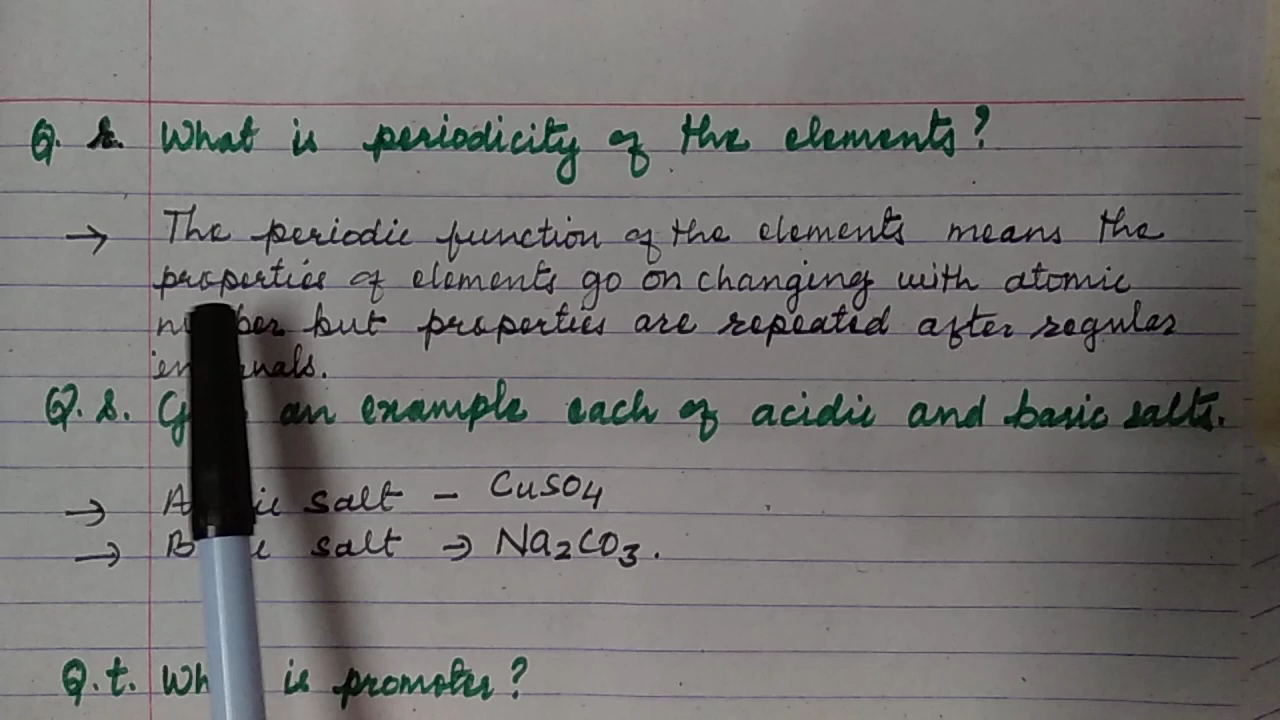 Q. r. What is periodicity of the elements?
→ The periodic function of the elements means the
properties of elements go on changing with atomic
but properties are repeated after regular
Q. s. an example each of acidic and basic salts.
→ salt - CuSO4
→ salt → Na2CO3.
Q. t. is promoter?